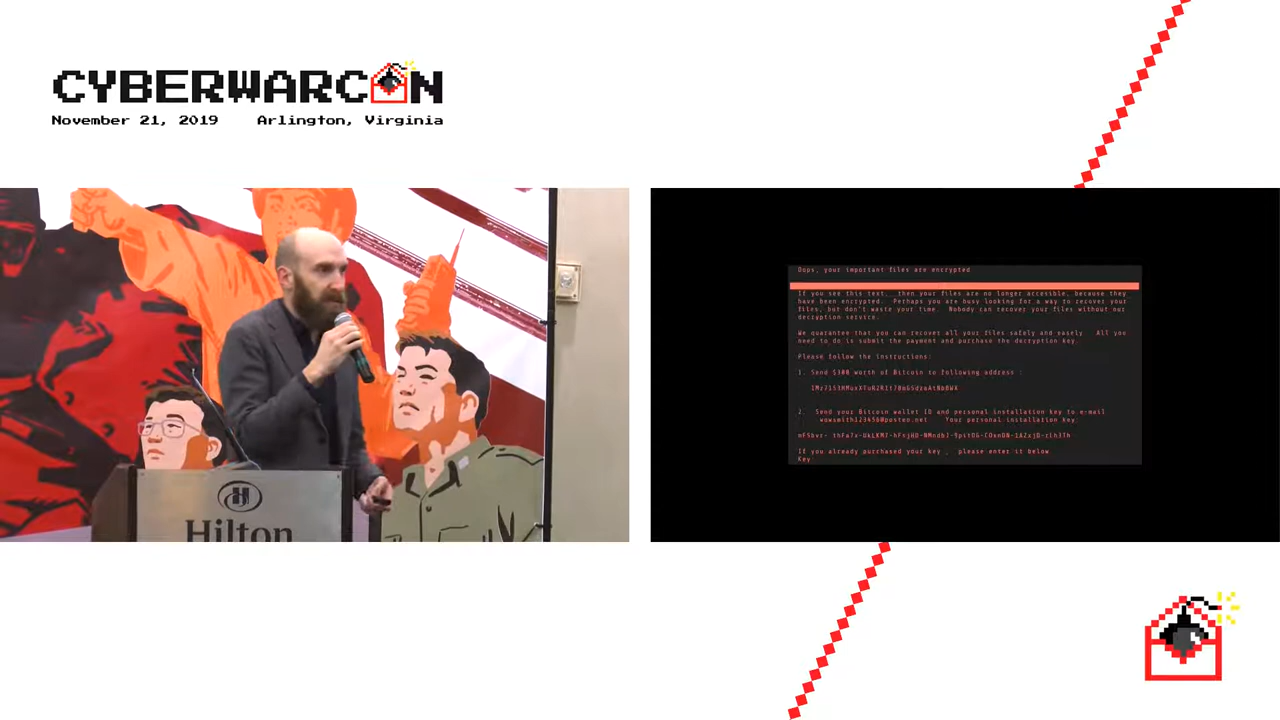 CYBERWARCON
November 21, 2019 Arlington, Virginia
Hilton
Oops, your important files are encrypted
If you see this text, then your files are no longer accessible, because they
have been encrypted. Perhaps you are busy looking for a way to recover your
files, but don't waste your time. Nobody can recover your files without our
decryption service.
We guarantee that you can recover all your files safely and easily All you
need to do is submit the payment and purchase the decryption key.
Please follow the instructions:
1. Send $300 worth of Bitcoin to following address :
2. Send your Bitcoin wallet ID and personal installation key to e-mail
Your personal installation key:
If you already purchased your key , please enter it below
Key